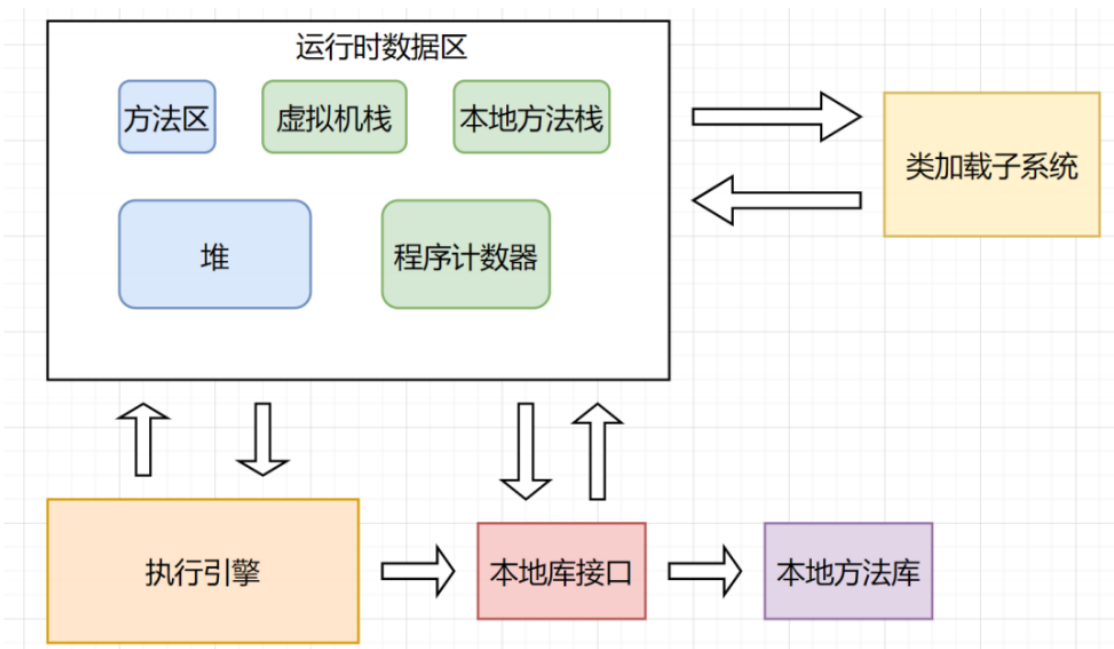 运行时数据区
方法区
虚拟机栈
本地方法栈
类加载子系统
堆
程序计数器
执行引擎
本地库接口
本地方法库